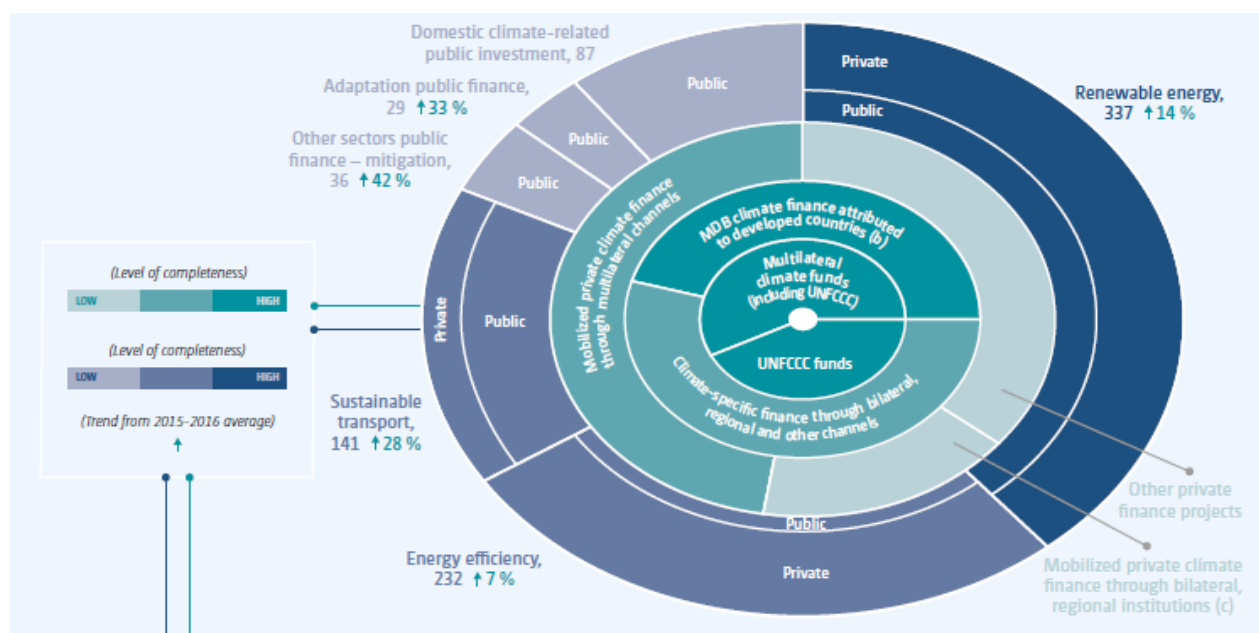 Domestic climate-related
public investment, 87
Adaptation public finance,
29 ↑33 %
Other sectors public
finance – mitigation,
36 ↑42 %
Public
Public
Public
Private
Public
Renewable energy,
337 ↑14 %
Mobilized private climate finance
through multilateral channels
MDB climate finance attributed
to developed countries (b)
Multilateral
climate funds
(including UNFCCC)
UNFCCC funds
Climate-specific finance through bilateral,
regional and other channels
(Level of completeness)
LOW HIGH
(Level of completeness)
LOW HIGH
(Trend from 2015–2016 average)
↑
Private
Public
Sustainable
transport,
141 ↑28 %
Energy efficiency,
232 ↑7 %
Public
Private
Other private
finance projects
Mobilized private climate
finance through bilateral,
regional institutions (c)